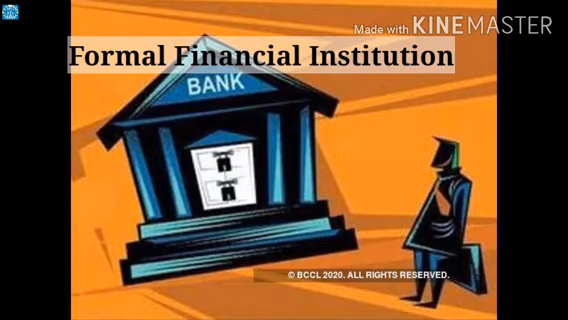 Made with KINEMASTER
Formal Financial Institution
BANK
© BCCL 2020. ALL RIGHTS RESERVED.